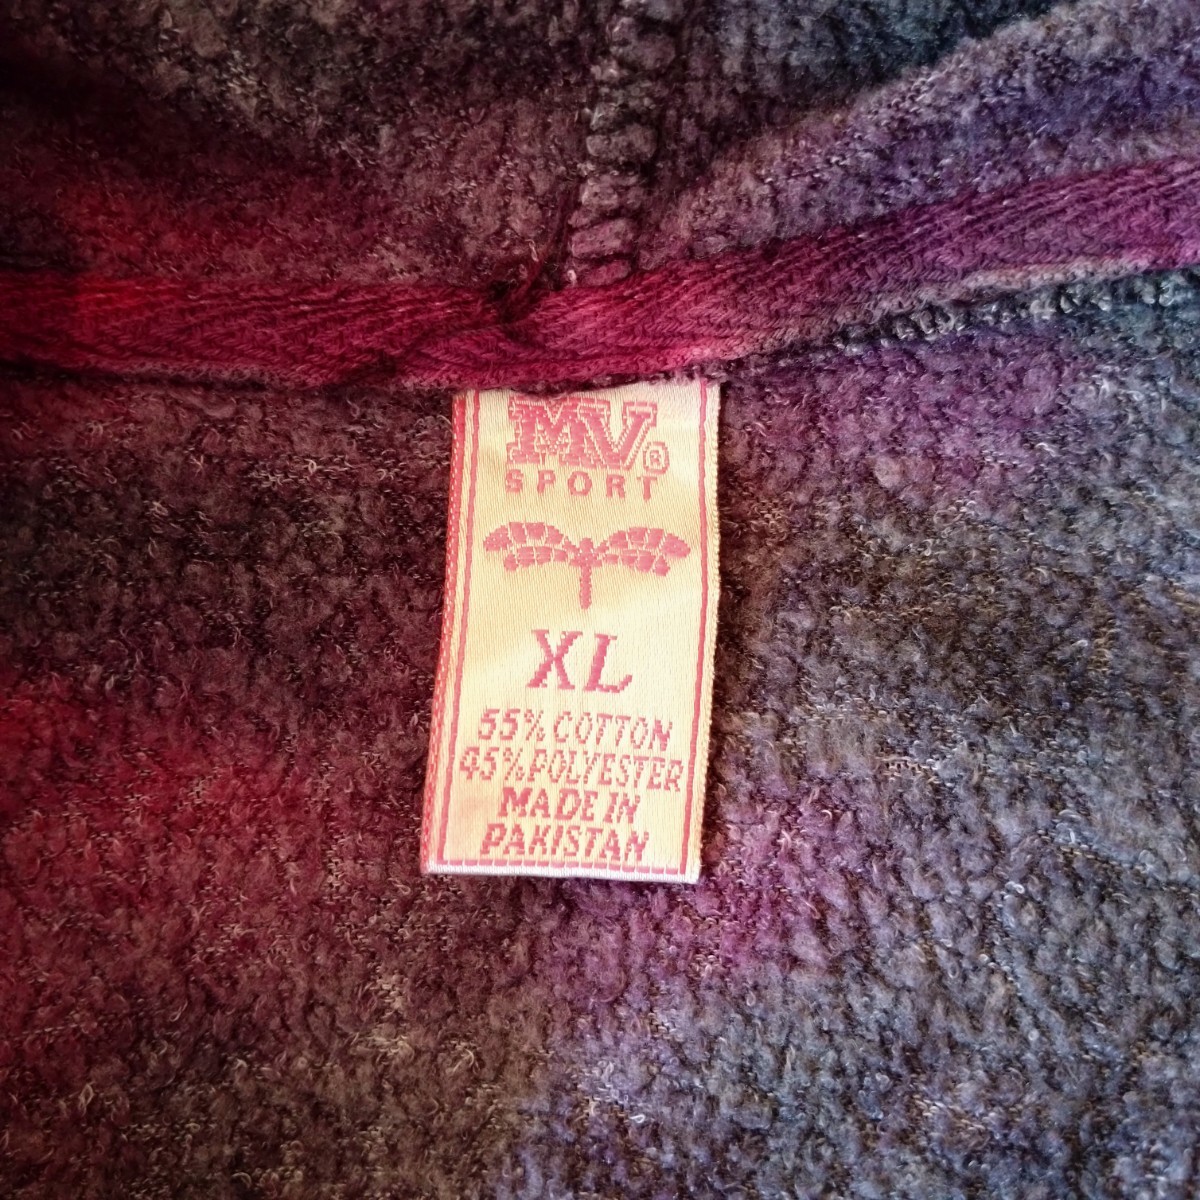 MV®
SPORT
XL
55% COTTON
45% POLYESTER
MADE IN
PAKISTAN